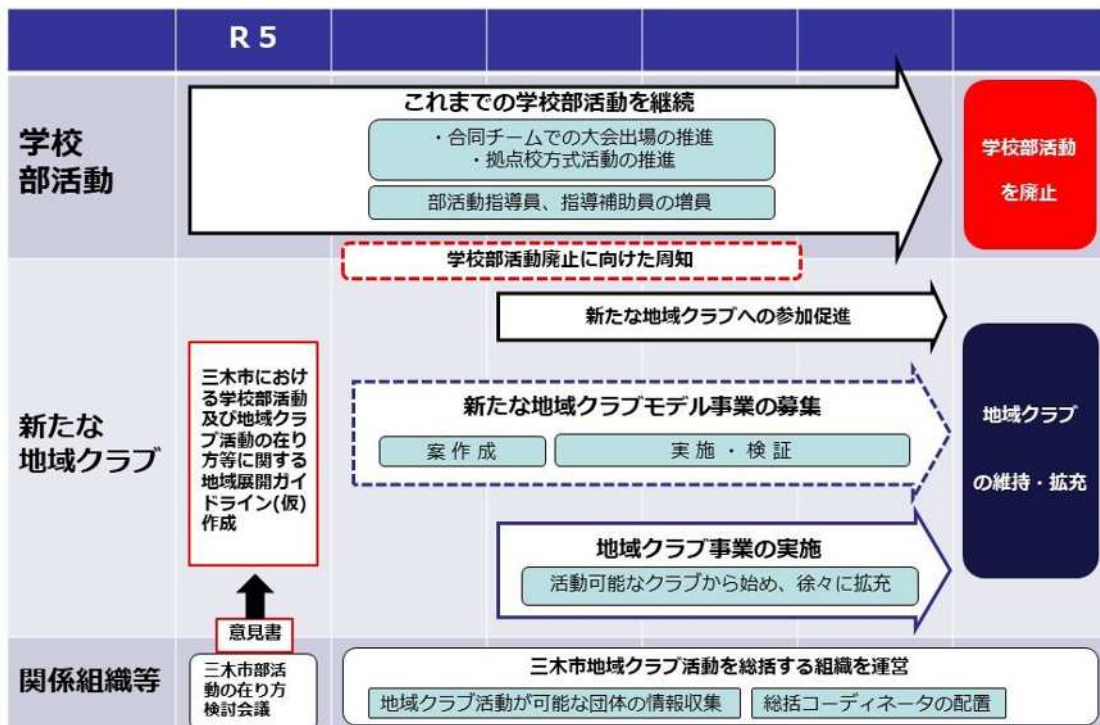 R 5
学校
部活動
これまでの学校部活動を継続
・合同チームでの大会出場の推進
・拠点校方式活動の推進
部活動指導員、指導補助員の増員
学校部活動
を廃止
学校部活動廃止に向けた周知
新たな
地域クラブ
三木市におけ
る学校部活動
及び地域クラ
ブ活動の在り
方等に関する
地域展開ガイ
ドライン(仮)
作成
新たな地域クラブへの参加促進
新たな地域クラブモデル事業の募集
案 作 成
実 施 ・ 検 証
地域クラブ事業の実施
活動可能なクラブから始め、徐々に拡充
地域クラブ
の維持・拡充
意見書
関係組織等
三木市部活
動の在り方
検討会議
三木市地域クラブ活動を総括する組織を運営
地域クラブ活動が可能な団体の情報収集
総括コーディネータの配置